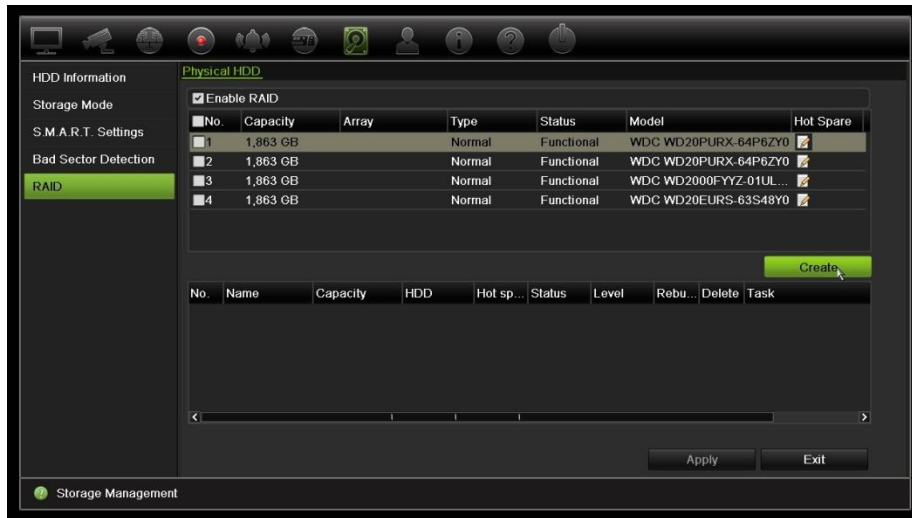 Physical HDD
HDD Information
Storage Mode
S.M.A.R.T. Settings
Bad Sector Detection
RAID
Enable RAID
No. Capacity Array Type Status Model Hot Spare
1 1,863 GB Normal Functional WDC WD20PURX-64P6ZY0
2 1,863 GB Normal Functional WDC WD20PURX-64P6ZY0
3 1,863 GB Normal Functional WDC WD2000FYYZ-01UL...
4 1,863 GB Normal Functional WDC WD20EURS-63S48Y0
Create
No. Name Capacity HDD Hot sp... Status Level Rebu... Delete Task
Apply Exit
Storage Management